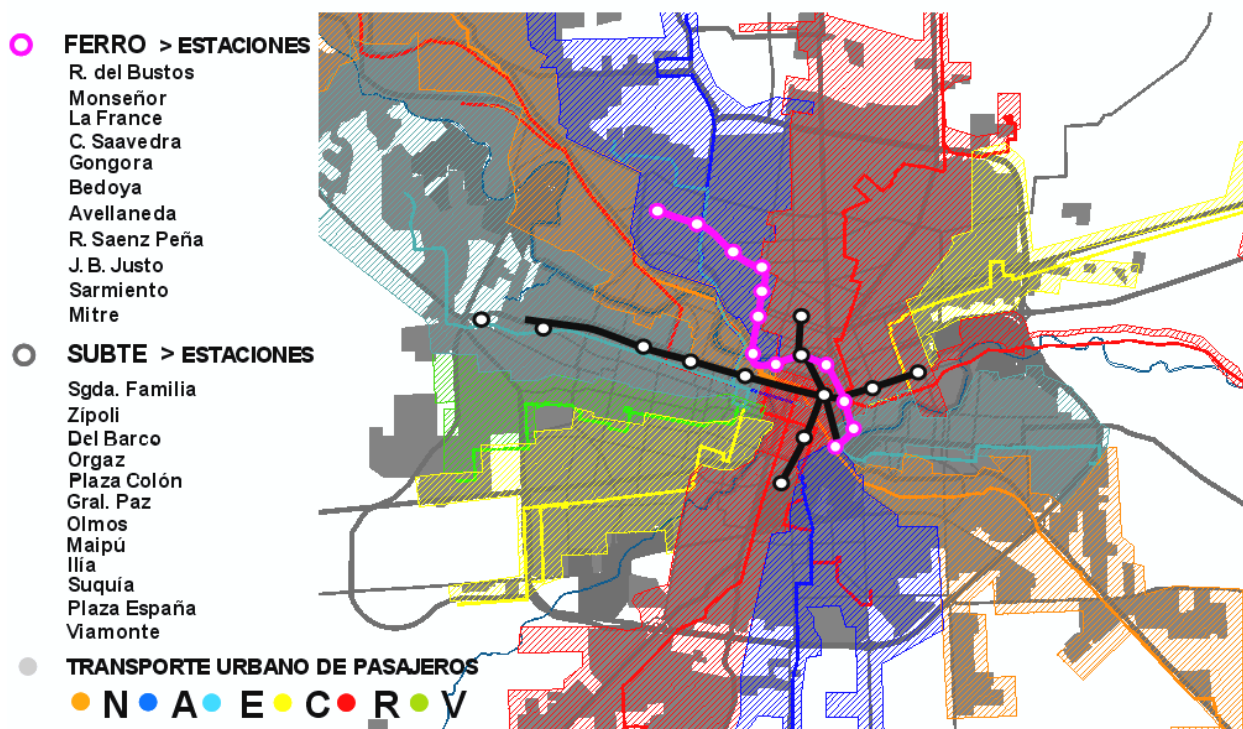 FERRO > ESTACIONES
R. del Bustos
Monseñor
La France
C. Saavedra
Gongora
Bedoya
Avellaneda
R. Saenz Peña
J. B. Justo
Sarmiento
Mitre
SUBTE > ESTACIONES
Sgda. Familia
Zípoli
Del Barco
Orgaz
Plaza Colón
Gral. Paz
Olmos
Maipú
Ilía
Suquía
Plaza España
Viamonte
TRANSPORTE URBANO DE PASAJEROS
N A E C R V